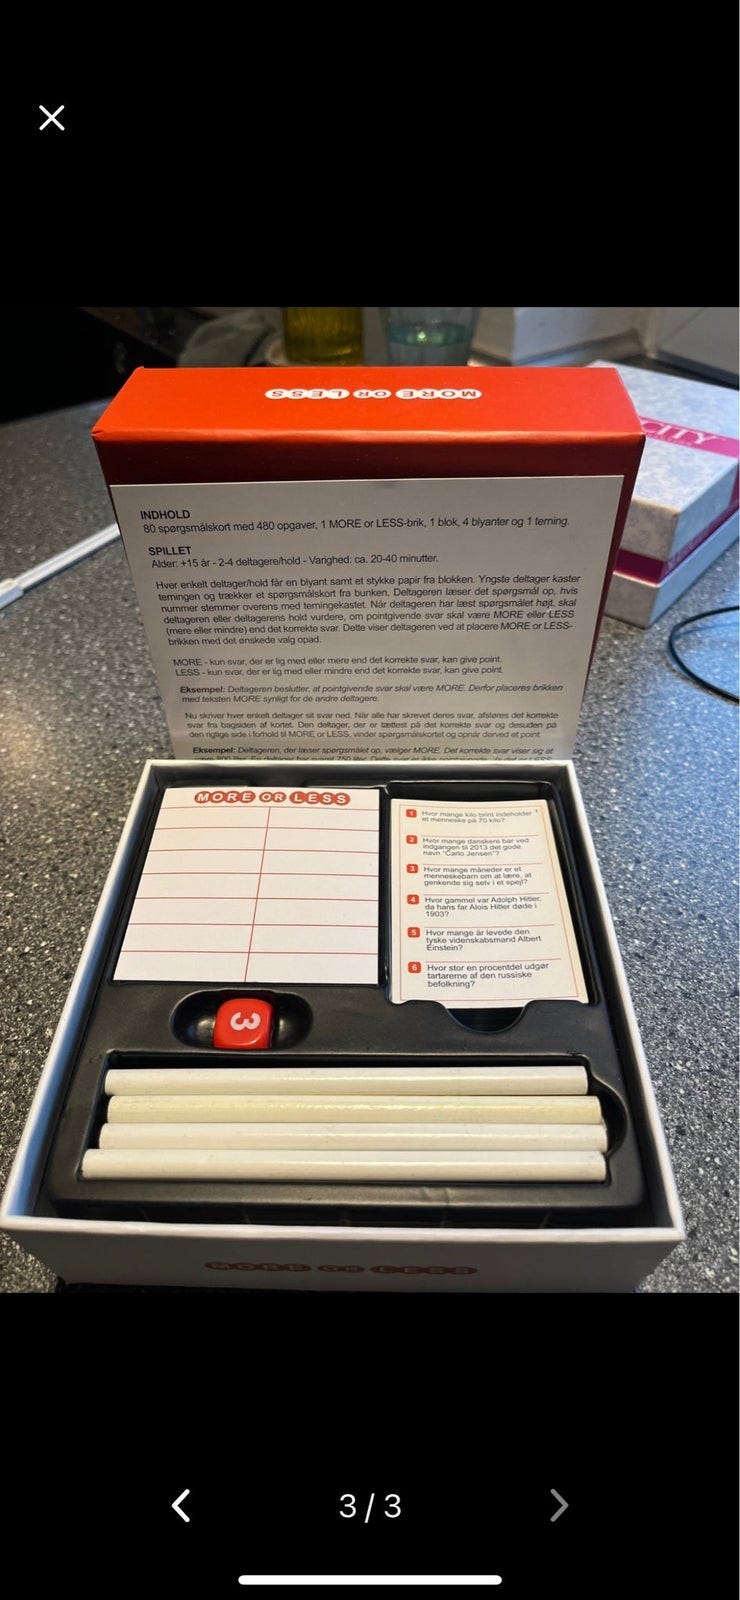 MORE OR LESS
CITY
INDHOLD
80 spørgsmålskort med 480 opgaver, 1 MORE or LESS-brik, 1 blok, 4 blyanter og 1 terning.
SPILLET
Alder: +15 år - 2-4 deltagere/hold - Varighed: ca. 20-40 minutter.
Hver enkelt deltager/hold får en blyant samt et stykke papir fra blokken. Yngste deltager kaster
terningen og trækker et spørgsmålskort fra bunken. Deltageren læser det spørgsmål op, hvis
nummer stemmer overens med terningekastet. Når deltageren har læst spørgsmålet højt, skal
deltageren eller deltagerens hold vurdere, om pointgivende svar skal være MORE eller LESS
(mere eller mindre) end det korrekte svar. Dette viser deltageren ved at placere MORE or LESS-
brikken med det ønskede valg opad.
MORE - kun svar, der er lig med eller mere end det korrekte svar, kan give point.
LESS - kun svar, der er lig med eller mindre end det korrekte svar, kan give point.
Eksempel: Deltageren beslutter, at pointgivende svar skal være MORE. Derfor placeres brikken
med teksten MORE synligt for de andre deltagere.
Nu skriver hver enkelt deltager sit svar ned. Når alle har skrevet deres svar, afsløres det korrekte
svar fra bagsiden af kortet. Den deltager, der er tættest på det korrekte svar og desuden på
den rigtige side i forhold til MORE or LESS, vinder spørgsmålskortet og opnår derved et point.
Eksempel: Deltageren, der læser spørgsmålet op, vælger MORE. Det korrekte svar viser sig at
MORE OR LESS
1 Hvor mange kilo brint indeholder
et menneske på 70 kilo?
2 Hvor mange danskere bar ved
indgangen til 2013 det gode
navn "Carlo Jensen"?
3 Hvor mange måneder er et
menneskebarn om at lære, at
genkende sig selv i et spejl?
4 Hvor gammel var Adolph Hitler,
da hans far Alois Hitler døde i
1903?
5 Hvor mange år levede den
tyske videnskabsmand Albert
Einstein?
6 Hvor stor en procentdel udgør
tartarerne af den russiske
befolkning?
3
MORE OR LESS
3 / 3